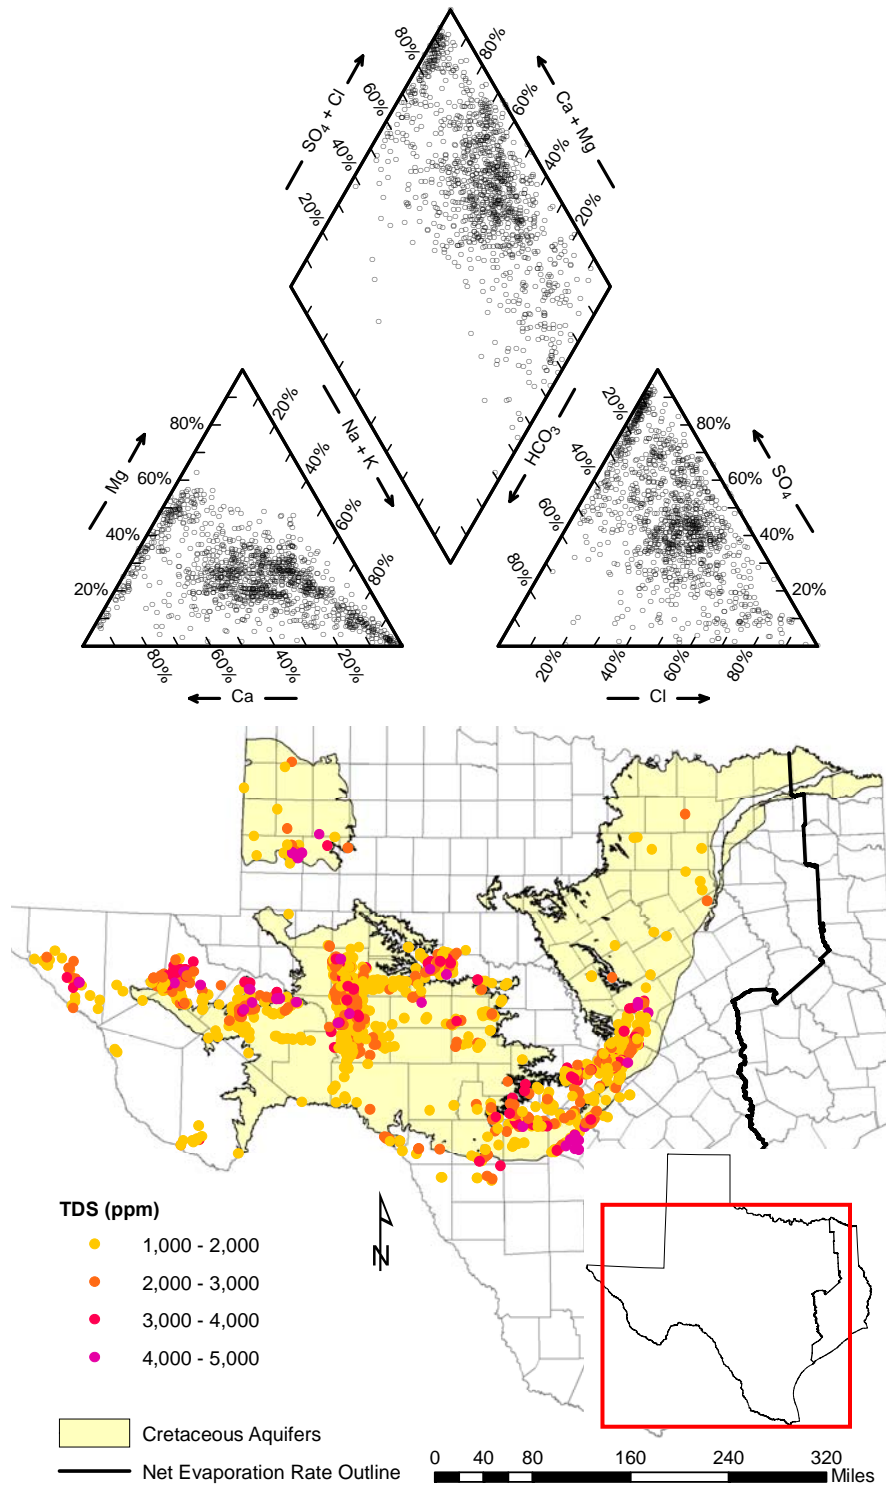 80%
80%
SO4 + Cl
Ca + Mg
60%
60%
40%
40%
20%
20%
Mg
Na + K
HCO3
SO4
80%
20%
20%
60%
40%
40%
80%
40%
60%
60%
60%
40%
20%
80%
80%
20%
80%
60%
40%
20%
20%
40%
60%
80%
Ca
Cl
TDS (ppm)
1,000 - 2,000
2,000 - 3,000
3,000 - 4,000
4,000 - 5,000
N
Cretaceous Aquifers
Net Evaporation Rate Outline
0 40 80 160 240 320
Miles